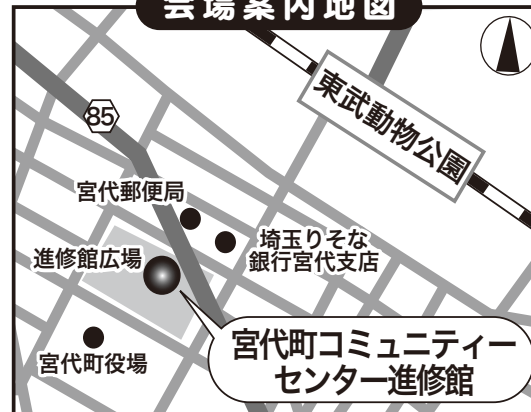 会場案内地図
東武動物公園
85
宮代郵便局
埼玉りそな
銀行宮代支店
進修館広場
宮代町役場
宮代町コミュニティー
センター進修館